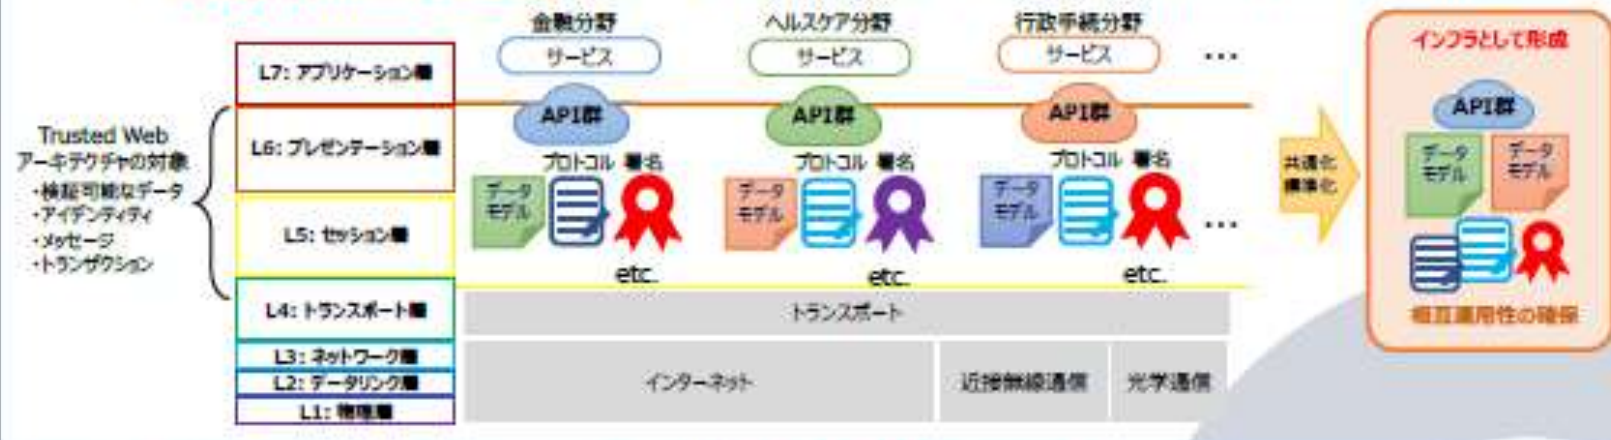 金融分野
ヘルスケア分野
行政手続分野
サービス
サービス
サービス
…
L7: アプリケーション層
API群
API群
API群
Trusted Web
アーキテクチャの対象
・検証可能なデータ
・アイデンティティ
・メッセージ
・トランザクション
L6: プレゼンテーション層
プロトコル 署名
プロトコル 署名
プロトコル 署名
データ
モデル
データ
モデル
データ
モデル
…
L5: セッション層
etc.
etc.
etc.
L4: トランスポート層
トランスポート
L3: ネットワーク層
L2: データリンク層
L1: 物理層
インターネット
近接無線通信
光学通信
共通化
標準化
インフラとして形成
API群
データ
モデル
データ
モデル
相互運用性の確保